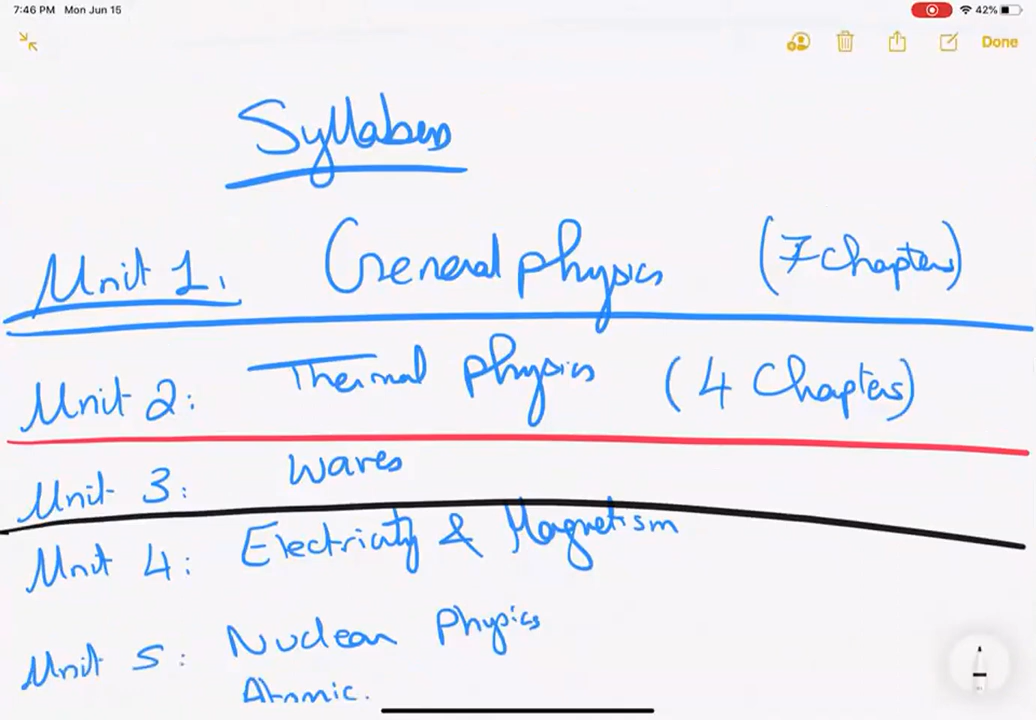 7:46 PM Mon Jun 15 42%
Done
Syllabus
Unit 1. General physics (7 Chapters)
Unit 2: Thermal physics (4 Chapters)
Unit 3: Waves
Unit 4: Electricity & Magnetism
Unit 5: Nuclear Physics
Atomic.